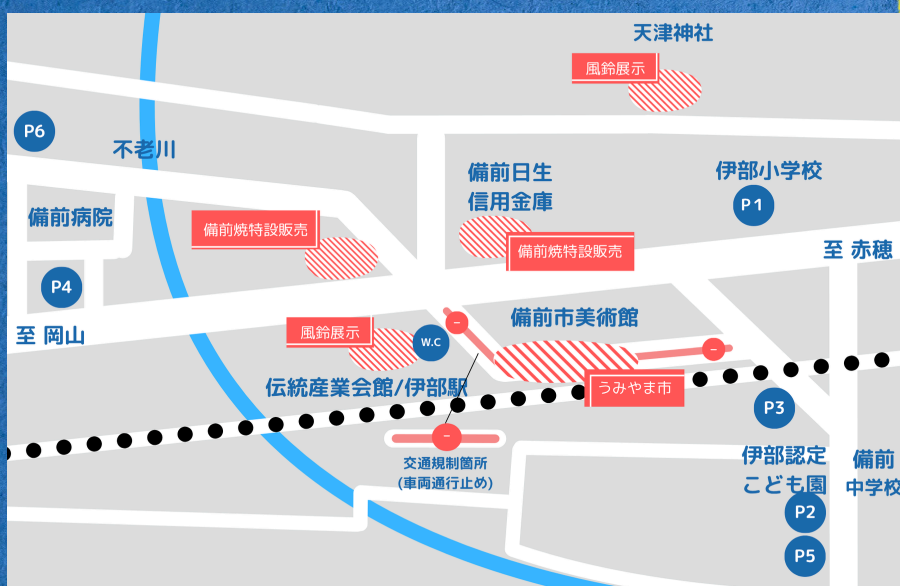 天津神社
風鈴展示
P6
不老川
備前日生
信用金庫
伊部小学校
P1
備前病院
備前焼特設販売
備前焼特設販売
至 赤穂
P4
至 岡山
備前市美術館
風鈴展示
W.C
伝統産業会館/伊部駅
うみやま市
P3
交通規制箇所
(車両通行止め)
伊部認定
こども園
備前
中学校
P2
P5